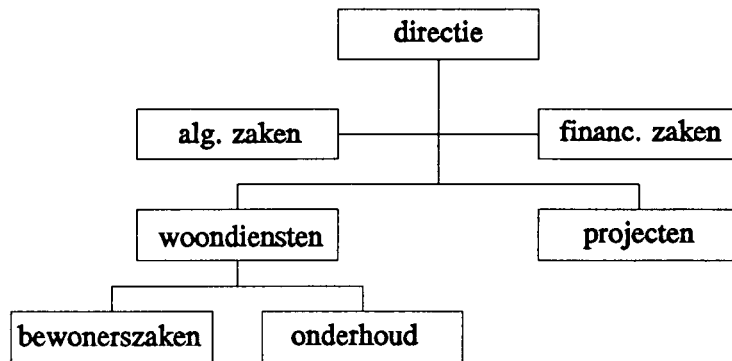 directie
alg. zaken
financ. zaken
woondiensten
projecten
bewonerszaken
onderhoud